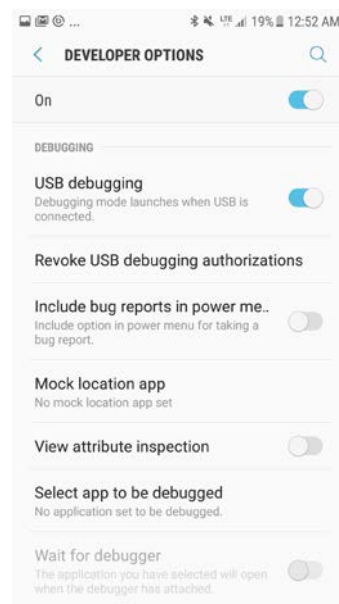 ... LTE 19% 12:52 AM
DEVELOPER OPTIONS
On
DEBUGGING
USB debugging
Debugging mode launches when USB is
connected.
Revoke USB debugging authorizations
Include bug reports in power me..
Include option in power menu for taking a
bug report.
Mock location app
No mock location app set
View attribute inspection
Select app to be debugged
No application set to be debugged.
Wait for debugger
The application you have selected will open
when the debugger has attached.